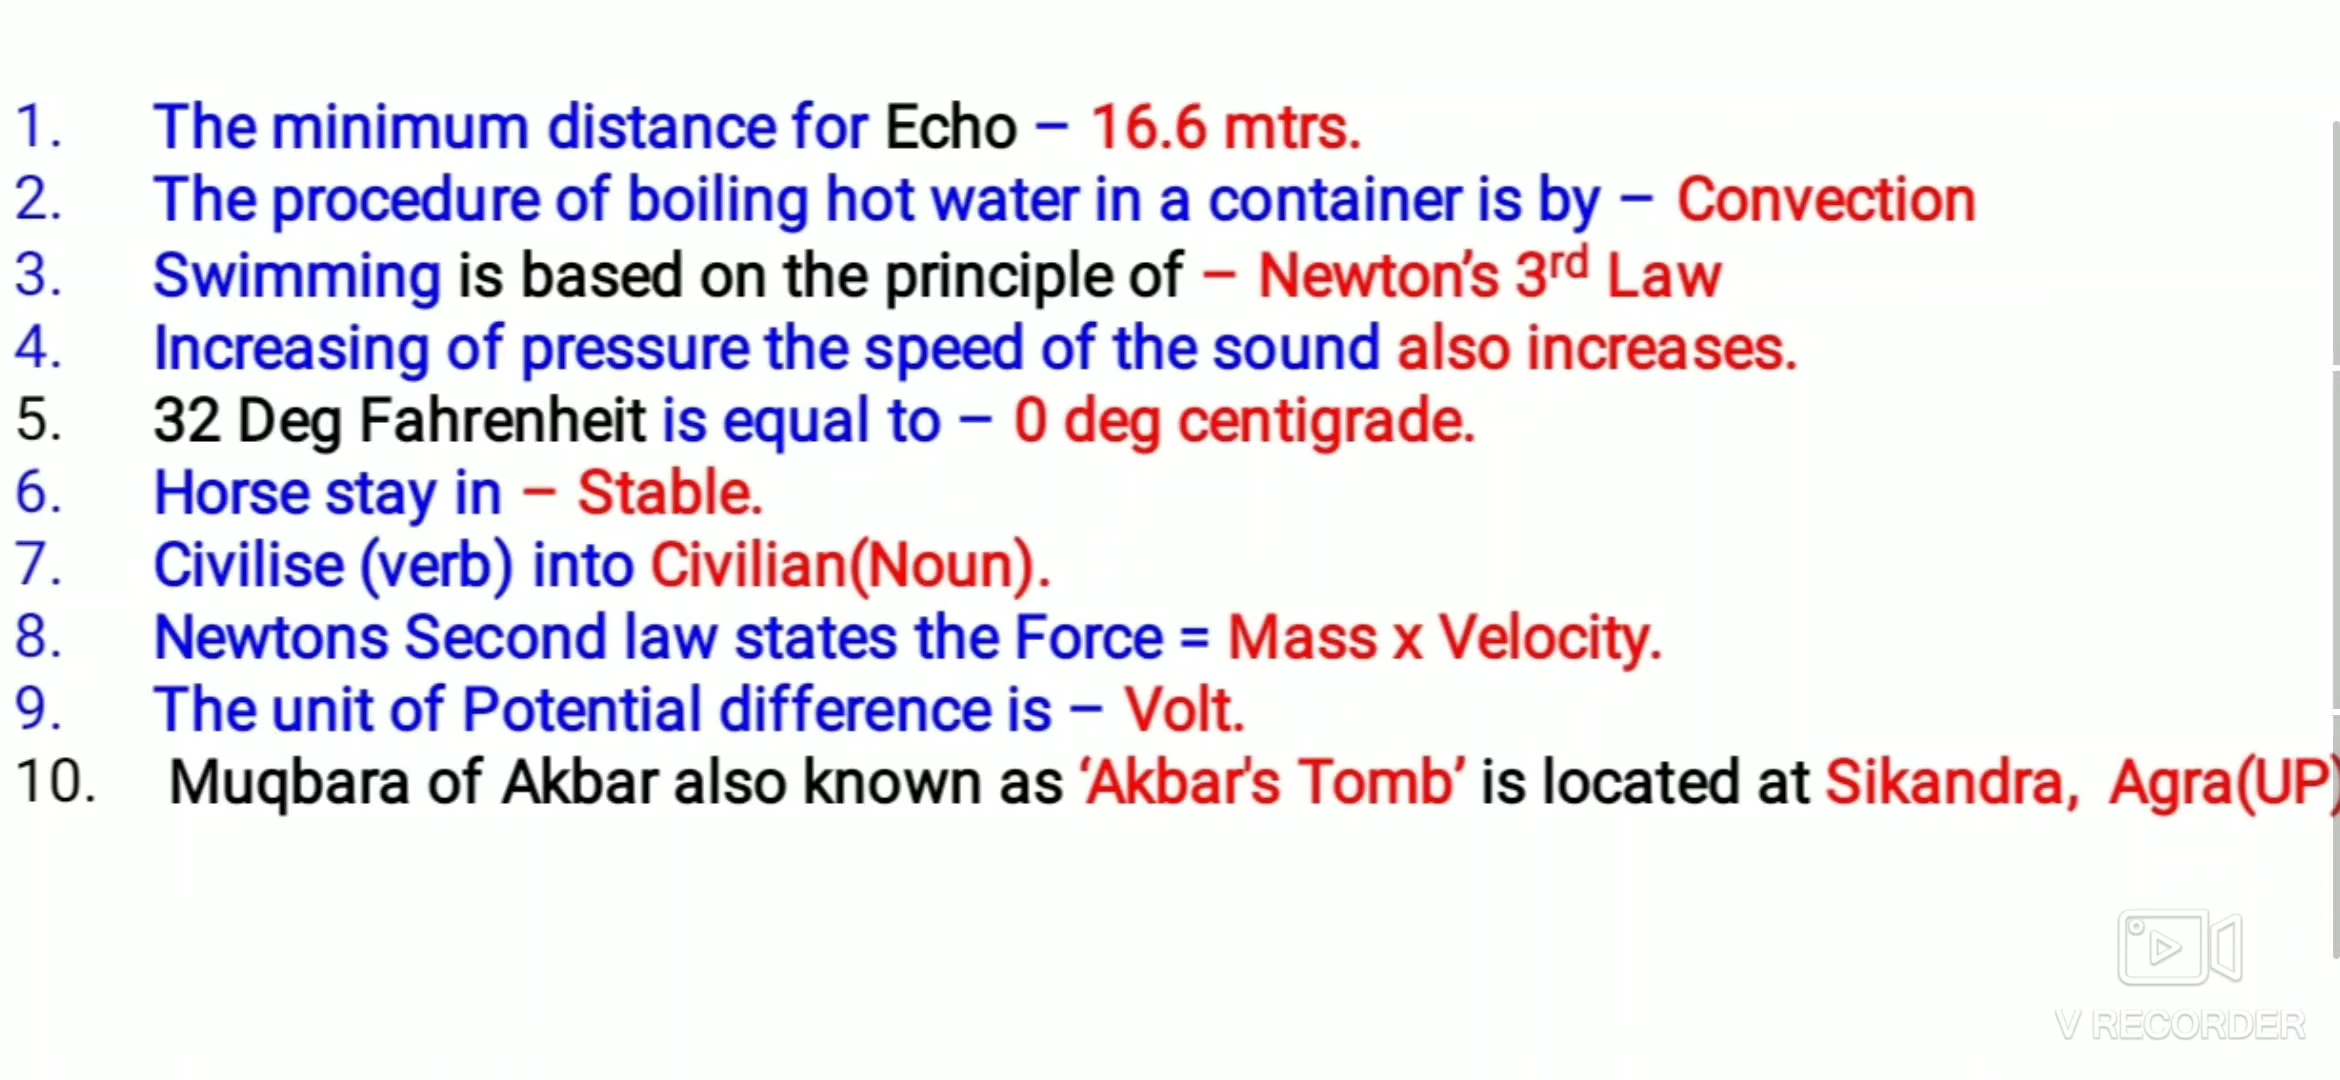 1. The minimum distance for Echo – 16.6 mtrs.
2. The procedure of boiling hot water in a container is by – Convection
3. Swimming is based on the principle of – Newton’s 3rd Law
4. Increasing of pressure the speed of the sound also increases.
5. 32 Deg Fahrenheit is equal to – 0 deg centigrade.
6. Horse stay in – Stable.
7. Civilise (verb) into Civilian(Noun).
8. Newtons Second law states the Force = Mass x Velocity.
9. The unit of Potential difference is – Volt.
10. Muqbara of Akbar also known as ‘Akbar's Tomb’ is located at Sikandra, Agra(UP)
V RECORDER